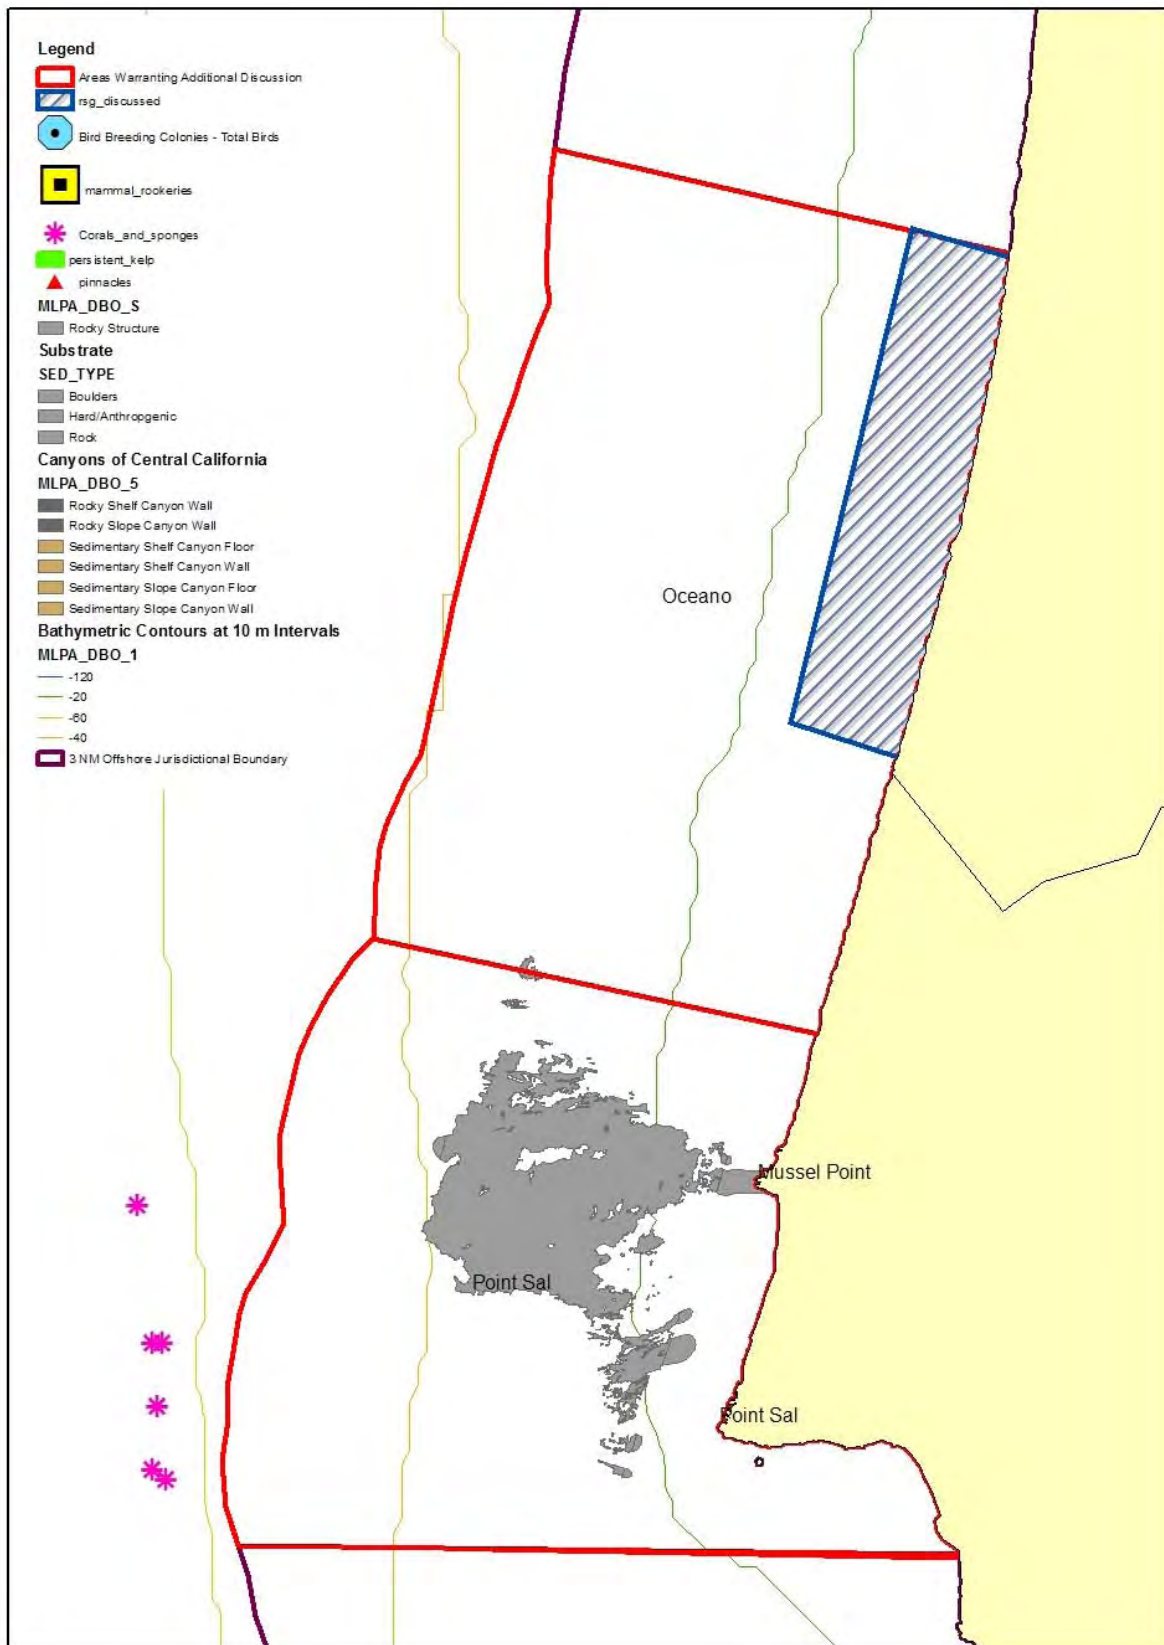 Legend
Areas Warranting Additional Discussion
rsg_discussed
Bird Breeding Colonies - Total Birds
mammal_rookeries
Corals_and_sponges
persistent_kelp
pinnacles
MLPA_DBO_S
Rocky Structure
Substrate
SED_TYPE
Boulders
Hard/Anthropgenic
Rock
Canyons of Central California
MLPA_DBO_5
Rocky Shelf Canyon Wall
Rocky Slope Canyon Wall
Sedimentary Shelf Canyon Floor
Sedimentary Shelf Canyon Wall
Sedimentary Slope Canyon Floor
Sedimentary Slope Canyon Wall
Bathymetric Contours at 10 m Intervals
MLPA_DBO_1
-120
-20
-60
-40
3 NM Offshore Jurisdictional Boundary
Oceano
Mussel Point
Point Sal
Point Sal